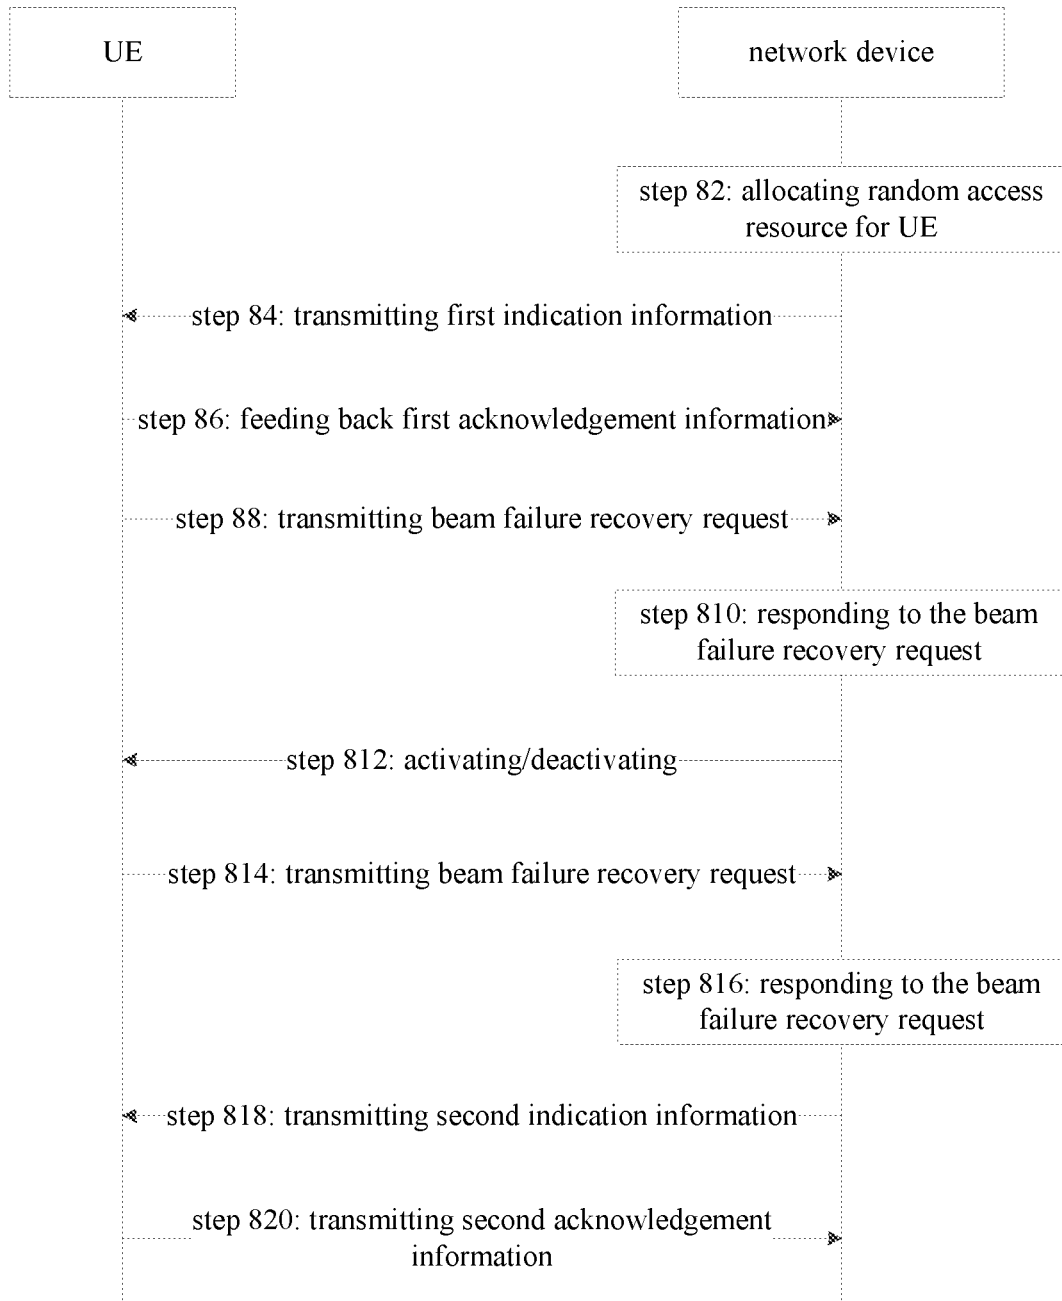 UE
network device
step 82: allocating random access
resource for UE
step 84: transmitting first indication information
step 86: feeding back first acknowledgement information
step 88: transmitting beam failure recovery request
step 810: responding to the beam
failure recovery request
step 812: activating/deactivating
step 814: transmitting beam failure recovery request
step 816: responding to the beam
failure recovery request
step 818: transmitting second indication information
step 820: transmitting second acknowledgement
information